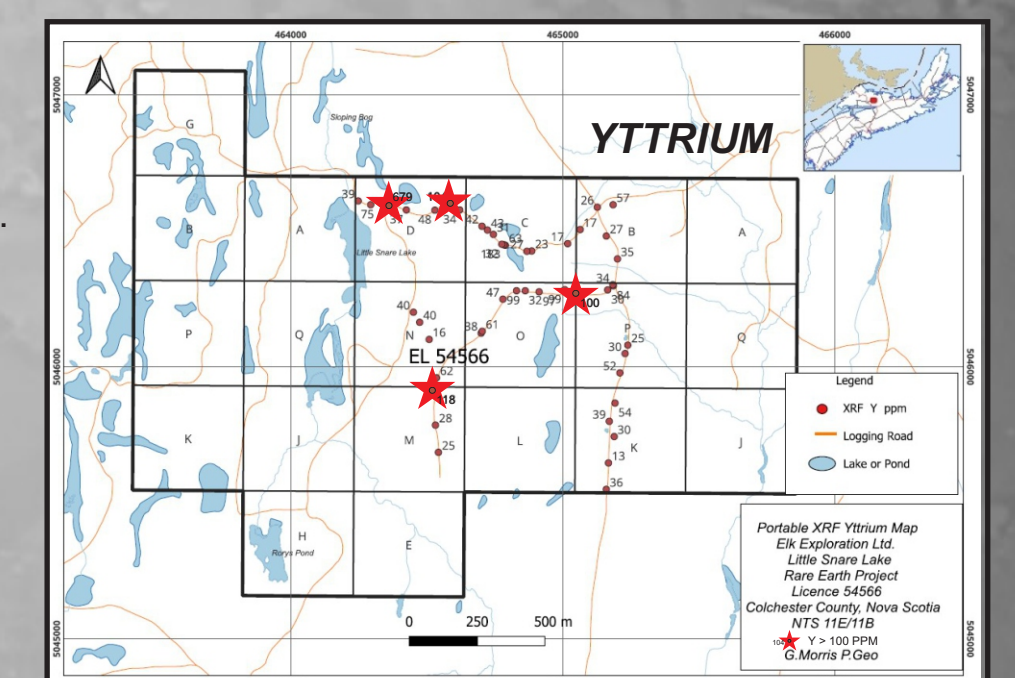 464000 465000 466000
5047000 5047000
G
Sloping Bog
YTTRIUM
39 679 42 26 57
75 37 48 34 43 31 17
B A D C B A
63 27 23 17 27
Little Snare Lake 35
34
47 99 32 97 99 84
40 100 36
40 38 61
P Q N 16 O P 25 Q
EL 54566 30
5046000 5046000
62 52
118
28 39 54
K J M L 30 K J
25 13
36
Legend
XRF Y ppm
Logging Road
Lake or Pond
H E
Rorys Pond
0 250 500 m
5045000 5045000
Portable XRF Yttrium Map
Elk Exploration Ltd.
Little Snare Lake
Rare Earth Project
Licence 54566
Colchester County, Nova Scotia
NTS 11E/11B
Y > 100 PPM
G.Morris P.Geo